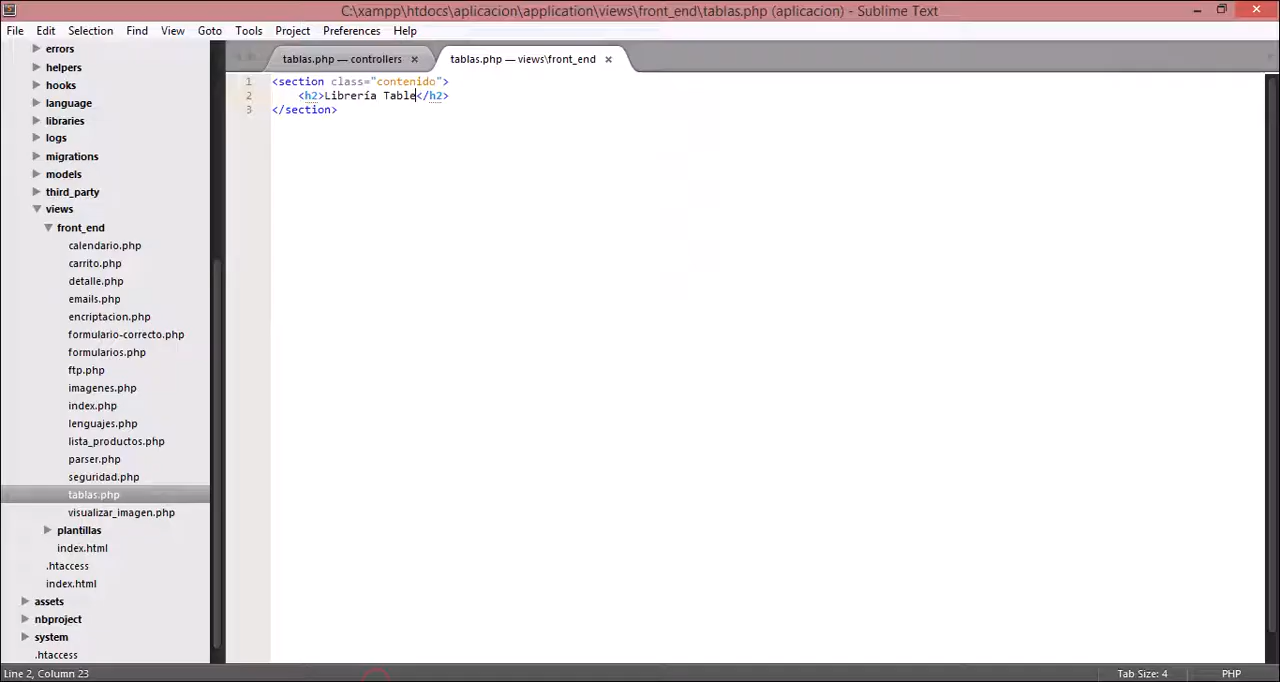 C:\xampp\htdocs\aplicacion\application\views\front_end\tablas.php (aplicacion) - Sublime Text
File Edit Selection Find View Goto Tools Project Preferences Help
errors
helpers
hooks
language
libraries
logs
migrations
models
third_party
views
front_end
calendario.php
carrito.php
detalle.php
emails.php
encriptacion.php
formulario-correcto.php
formularios.php
ftp.php
imagenes.php
index.php
lenguajes.php
lista_productos.php
parser.php
seguridad.php
tablas.php
visualizar_imagen.php
plantillas
index.html
.htaccess
index.html
assets
nbproject
system
.htaccess
tablas.php — controllers × tablas.php — views\front_end ×
1 <section class="contenido">
2 <h2>Librería Table</h2>
3 </section>
Line 2, Column 23 Tab Size: 4 PHP